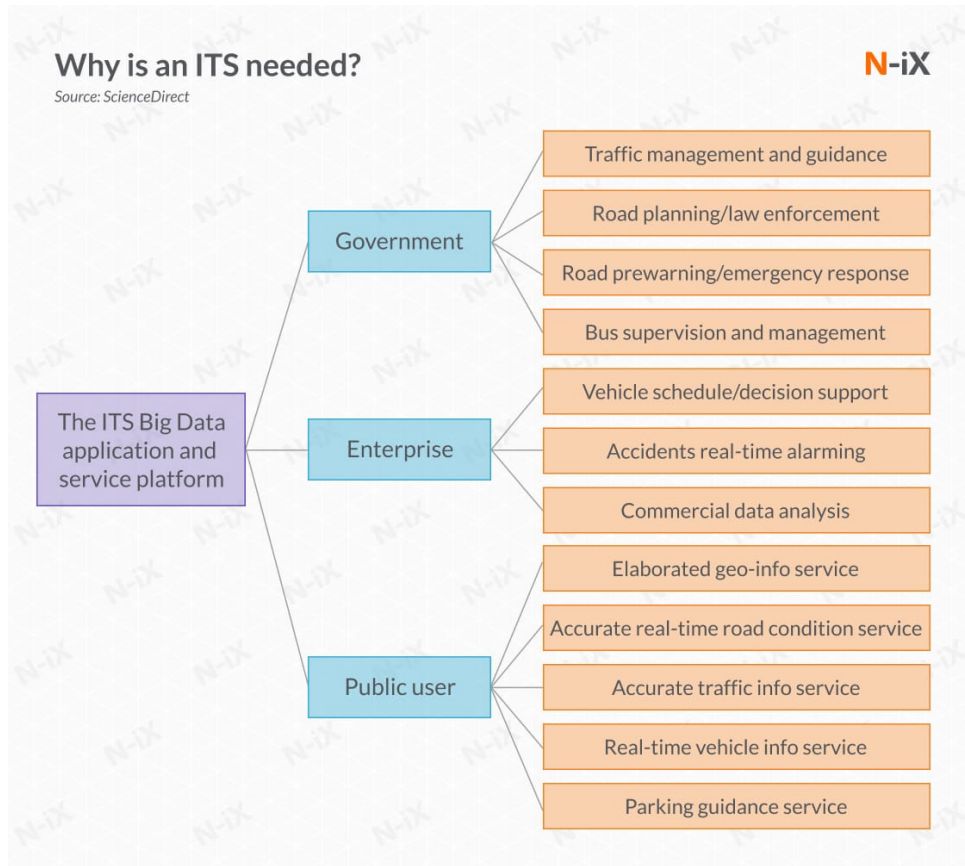 Why is an ITS needed?
N-iX
Source: ScienceDirect
The ITS Big Data
application and
service platform
Government
Traffic management and guidance
Road planning/law enforcement
Road prewarning/emergency response
Bus supervision and management
Enterprise
Vehicle schedule/decision support
Accidents real-time alarming
Commercial data analysis
Public user
Elaborated geo-info service
Accurate real-time road condition service
Accurate traffic info service
Real-time vehicle info service
Parking guidance service